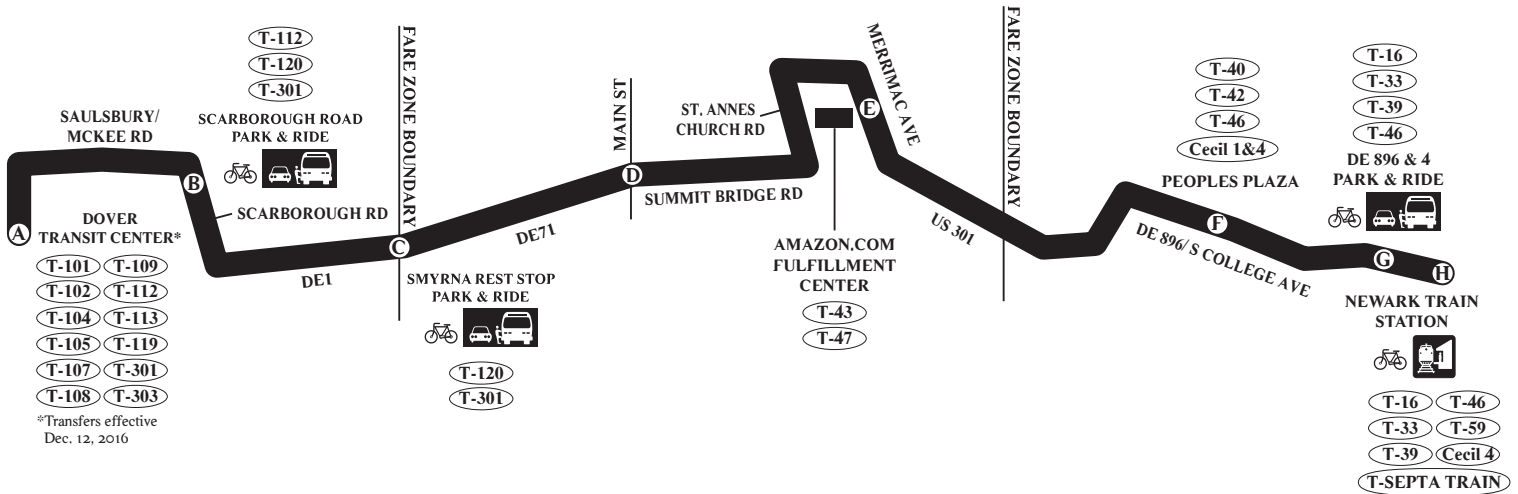 T-112
T-120
T-301
SCARBOROUGH ROAD
PARK & RIDE
SAULSBURY/
MCKEE RD
B
SCARBOROUGH RD
A
DOVER
TRANSIT CENTER*
T-101 T-109
T-102 T-112
T-104 T-113
T-105 T-119
T-107 T-301
T-108 T-303
*Transfers effective
Dec. 12, 2016
DE1
FARE ZONE BOUNDARY
C
SMYRNA REST STOP
PARK & RIDE
T-120
T-301
DE71
MAIN ST
D
SUMMIT BRIDGE RD
ST. ANNES
CHURCH RD
E
MERRIMAC AVE
AMAZON.COM
FULFILLMENT
CENTER
T-43
T-47
US 301
FARE ZONE BOUNDARY
T-40
T-42
T-46
Cecil 1&4
PEOPLES PLAZA
F
DE 896/ S COLLEGE AVE
T-16
T-33
T-39
T-46
DE 896 & 4
PARK & RIDE
G
H
NEWARK TRAIN
STATION
T-16 T-46
T-33 T-59
T-39 Cecil 4
T-SEPTA TRAIN